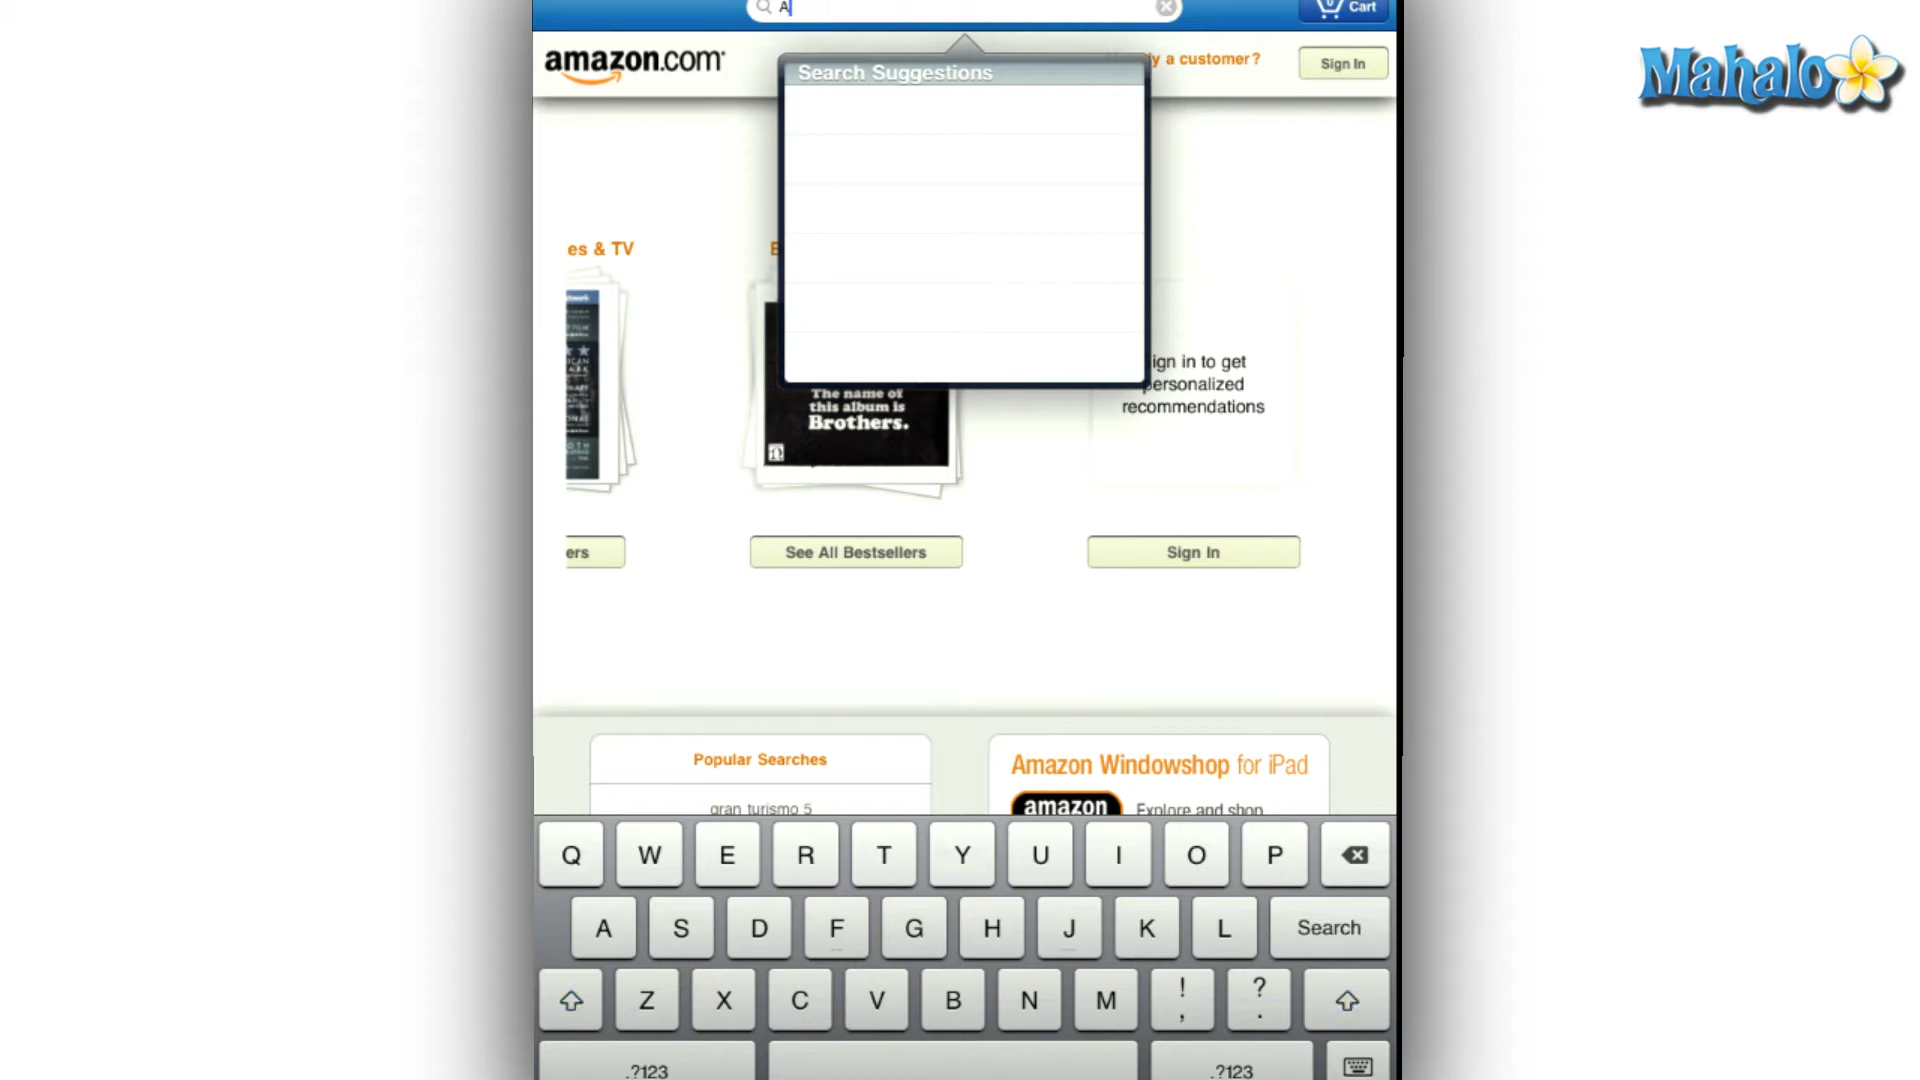 A
0
Cart
amazon.com
Search Suggestions
y a customer?
Sign In
es & TV
The name of
this album is
Brothers.
Sign in to get
personalized
recommendations
ers
See All Bestsellers
Sign In
Popular Searches
gran turismo 5
Amazon Windowshop for iPad
amazon
Explore and shop
Q W E R T Y U I O P
A S D F G H J K L Search
Z X C V B N M ! , ? .
.?123
.?123
Mahalo